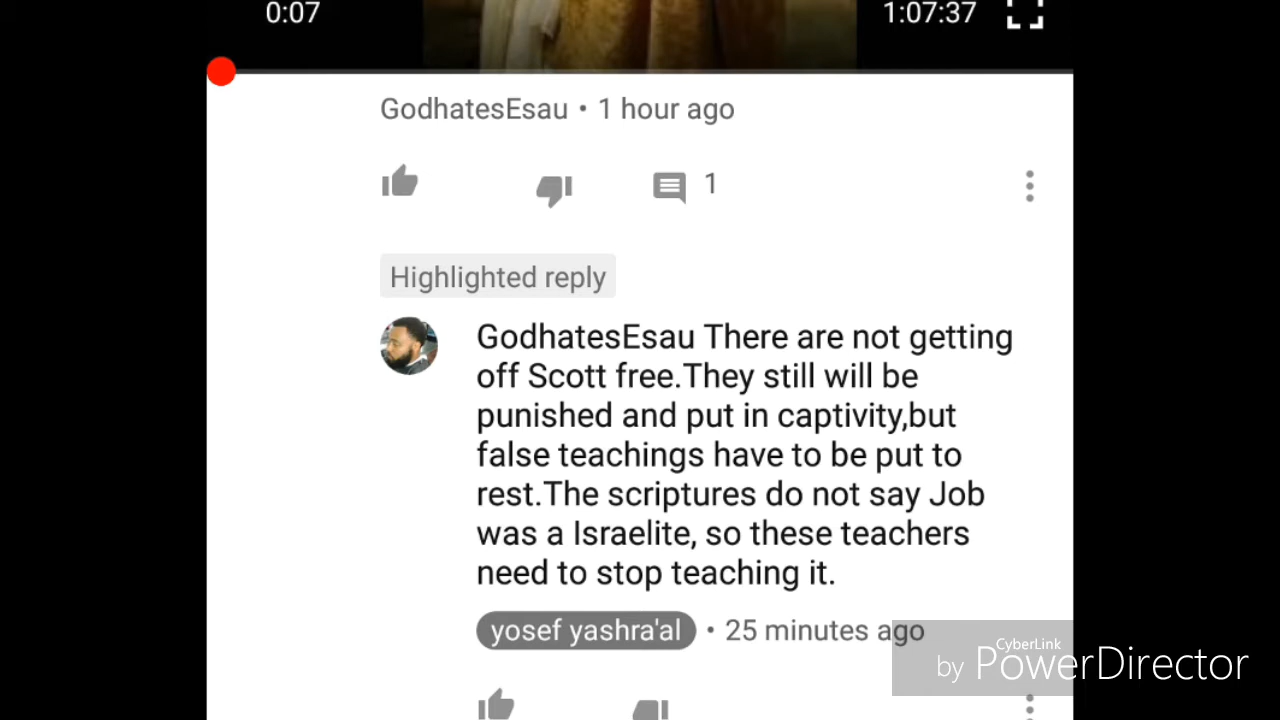 0:07
1:07:37
GodhatesEsau • 1 hour ago
1
Highlighted reply
GodhatesEsau There are not getting
off Scott free.They still will be
punished and put in captivity,but
false teachings have to be put to
rest.The scriptures do not say Job
was a Israelite, so these teachers
need to stop teaching it.
yosef yashra'al • 25 minutes ago
CyberLink
by PowerDirector